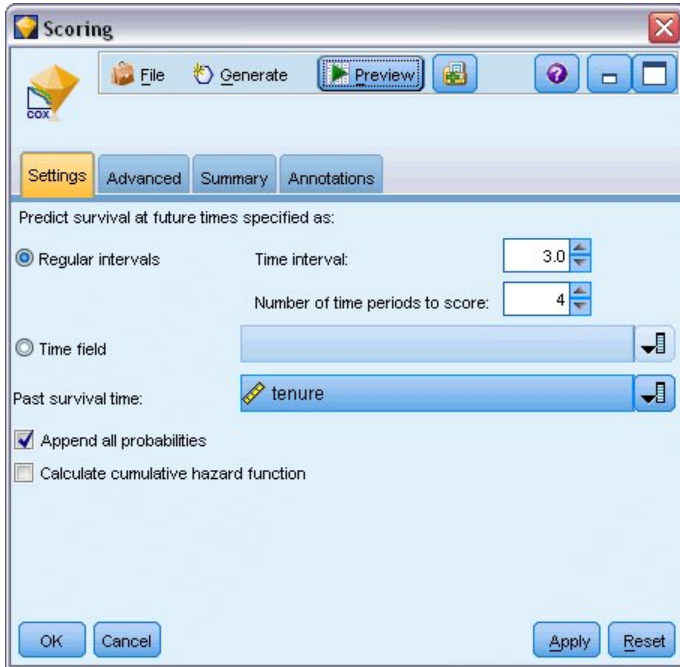 Scoring
File Generate Preview
COX
Settings Advanced Summary Annotations
Predict survival at future times specified as:
Regular intervals Time interval: 3.0
Number of time periods to score: 4
Time field
Past survival time: tenure
Append all probabilities
Calculate cumulative hazard function
OK Cancel Apply Reset